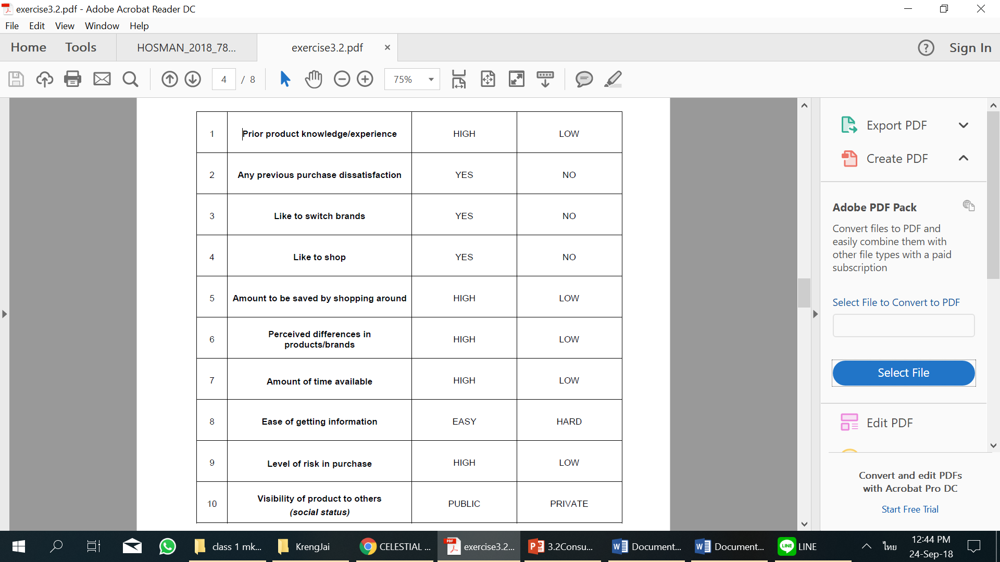 exercise3.2.pdf - Adobe Acrobat Reader DC
File Edit View Window Help
Home Tools HOSMAN_2018_78... exercise3.2.pdf × ? Sign In
4 / 8 75%
1 Prior product knowledge/experience HIGH LOW
2 Any previous purchase dissatisfaction YES NO
3 Like to switch brands YES NO
4 Like to shop YES NO
5 Amount to be saved by shopping around HIGH LOW
6 Perceived differences in products/brands HIGH LOW
7 Amount of time available HIGH LOW
8 Ease of getting information EASY HARD
9 Level of risk in purchase HIGH LOW
10 Visibility of product to others (social status) PUBLIC PRIVATE
Export PDF
Create PDF
Adobe PDF Pack
Convert files to PDF and
easily combine them with
other file types with a paid
subscription
Select File to Convert to PDF
Select File
Edit PDF
Convert and edit PDFs
with Acrobat Pro DC
Start Free Trial
class 1 mk... KrengJai CELESTIAL ... PDF exercise3.2... 3.2Consu... Document... Document... LINE LINE ไทย 12:44 PM
24-Sep-18